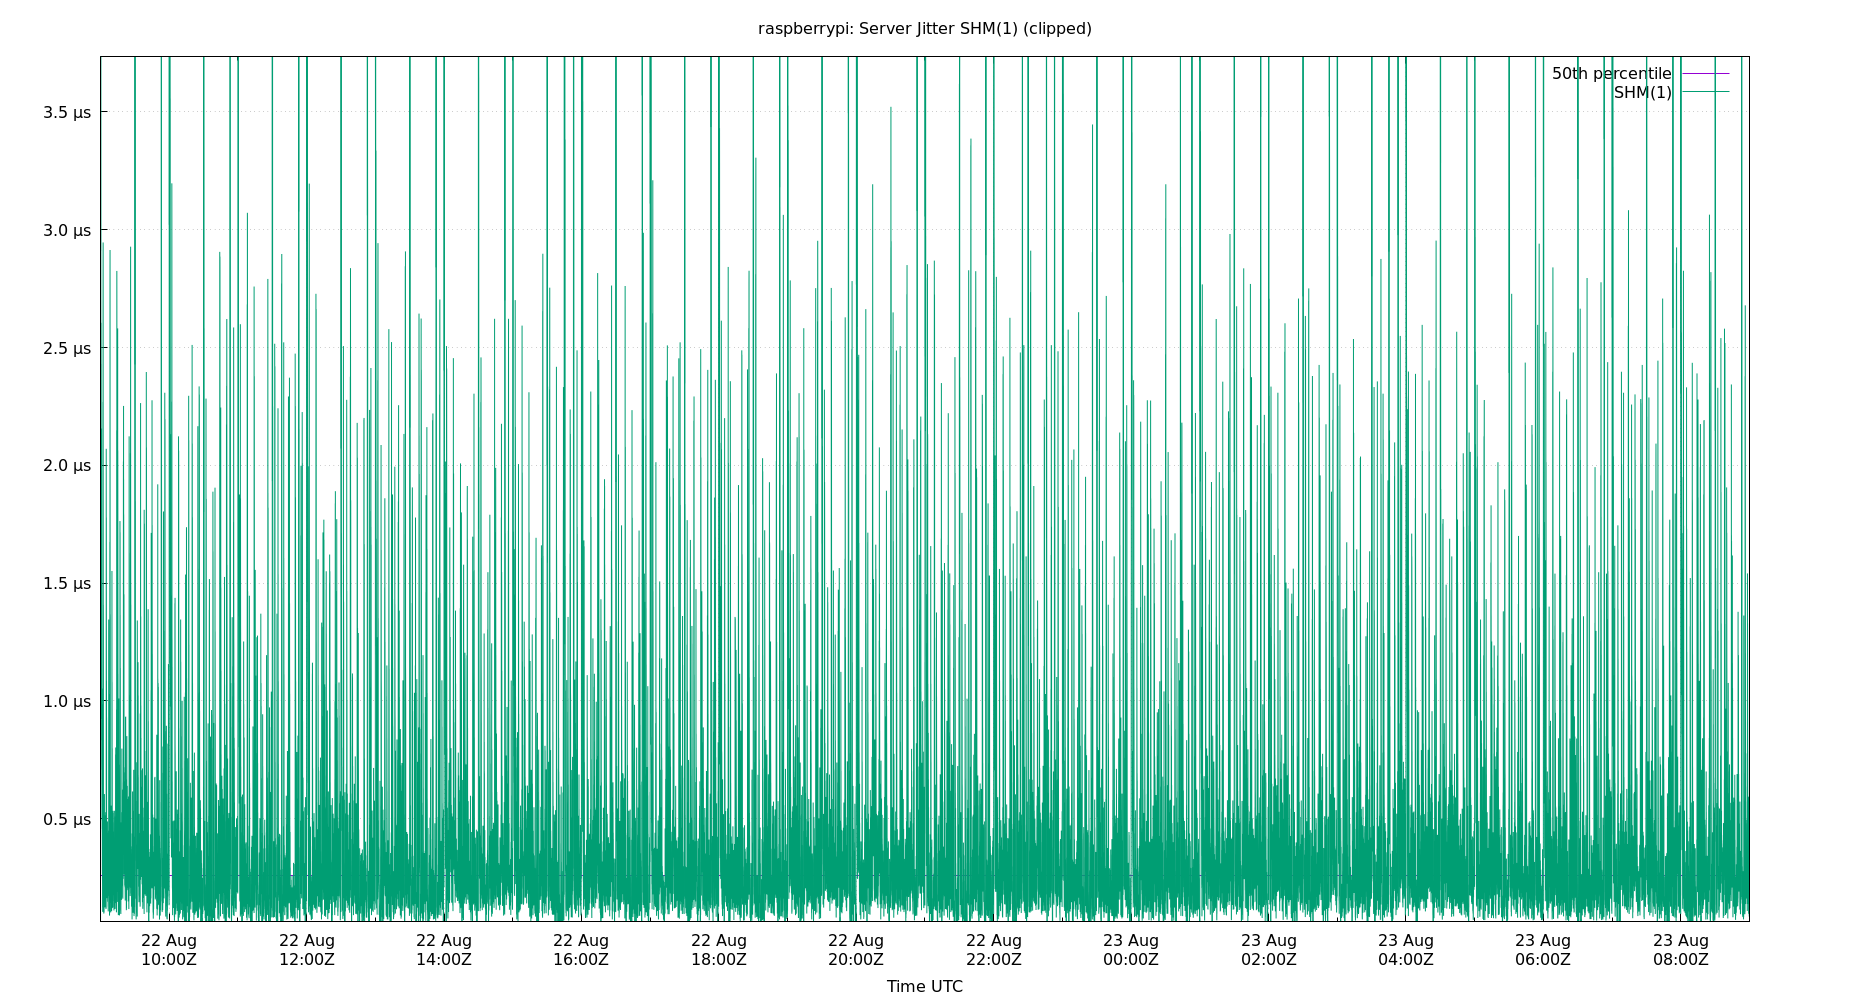 raspberrypi: Server Jitter SHM(1) (clipped)
50th percentile
SHM(1)
3.5 µs
3.0 µs
2.5 µs
2.0 µs
1.5 µs
1.0 µs
0.5 µs
22 Aug 22 Aug 22 Aug 22 Aug 22 Aug 22 Aug 22 Aug 23 Aug 23 Aug 23 Aug 23 Aug 23 Aug
10:00Z 12:00Z 14:00Z 16:00Z 18:00Z 20:00Z 22:00Z 00:00Z 02:00Z 04:00Z 06:00Z 08:00Z
Time UTC